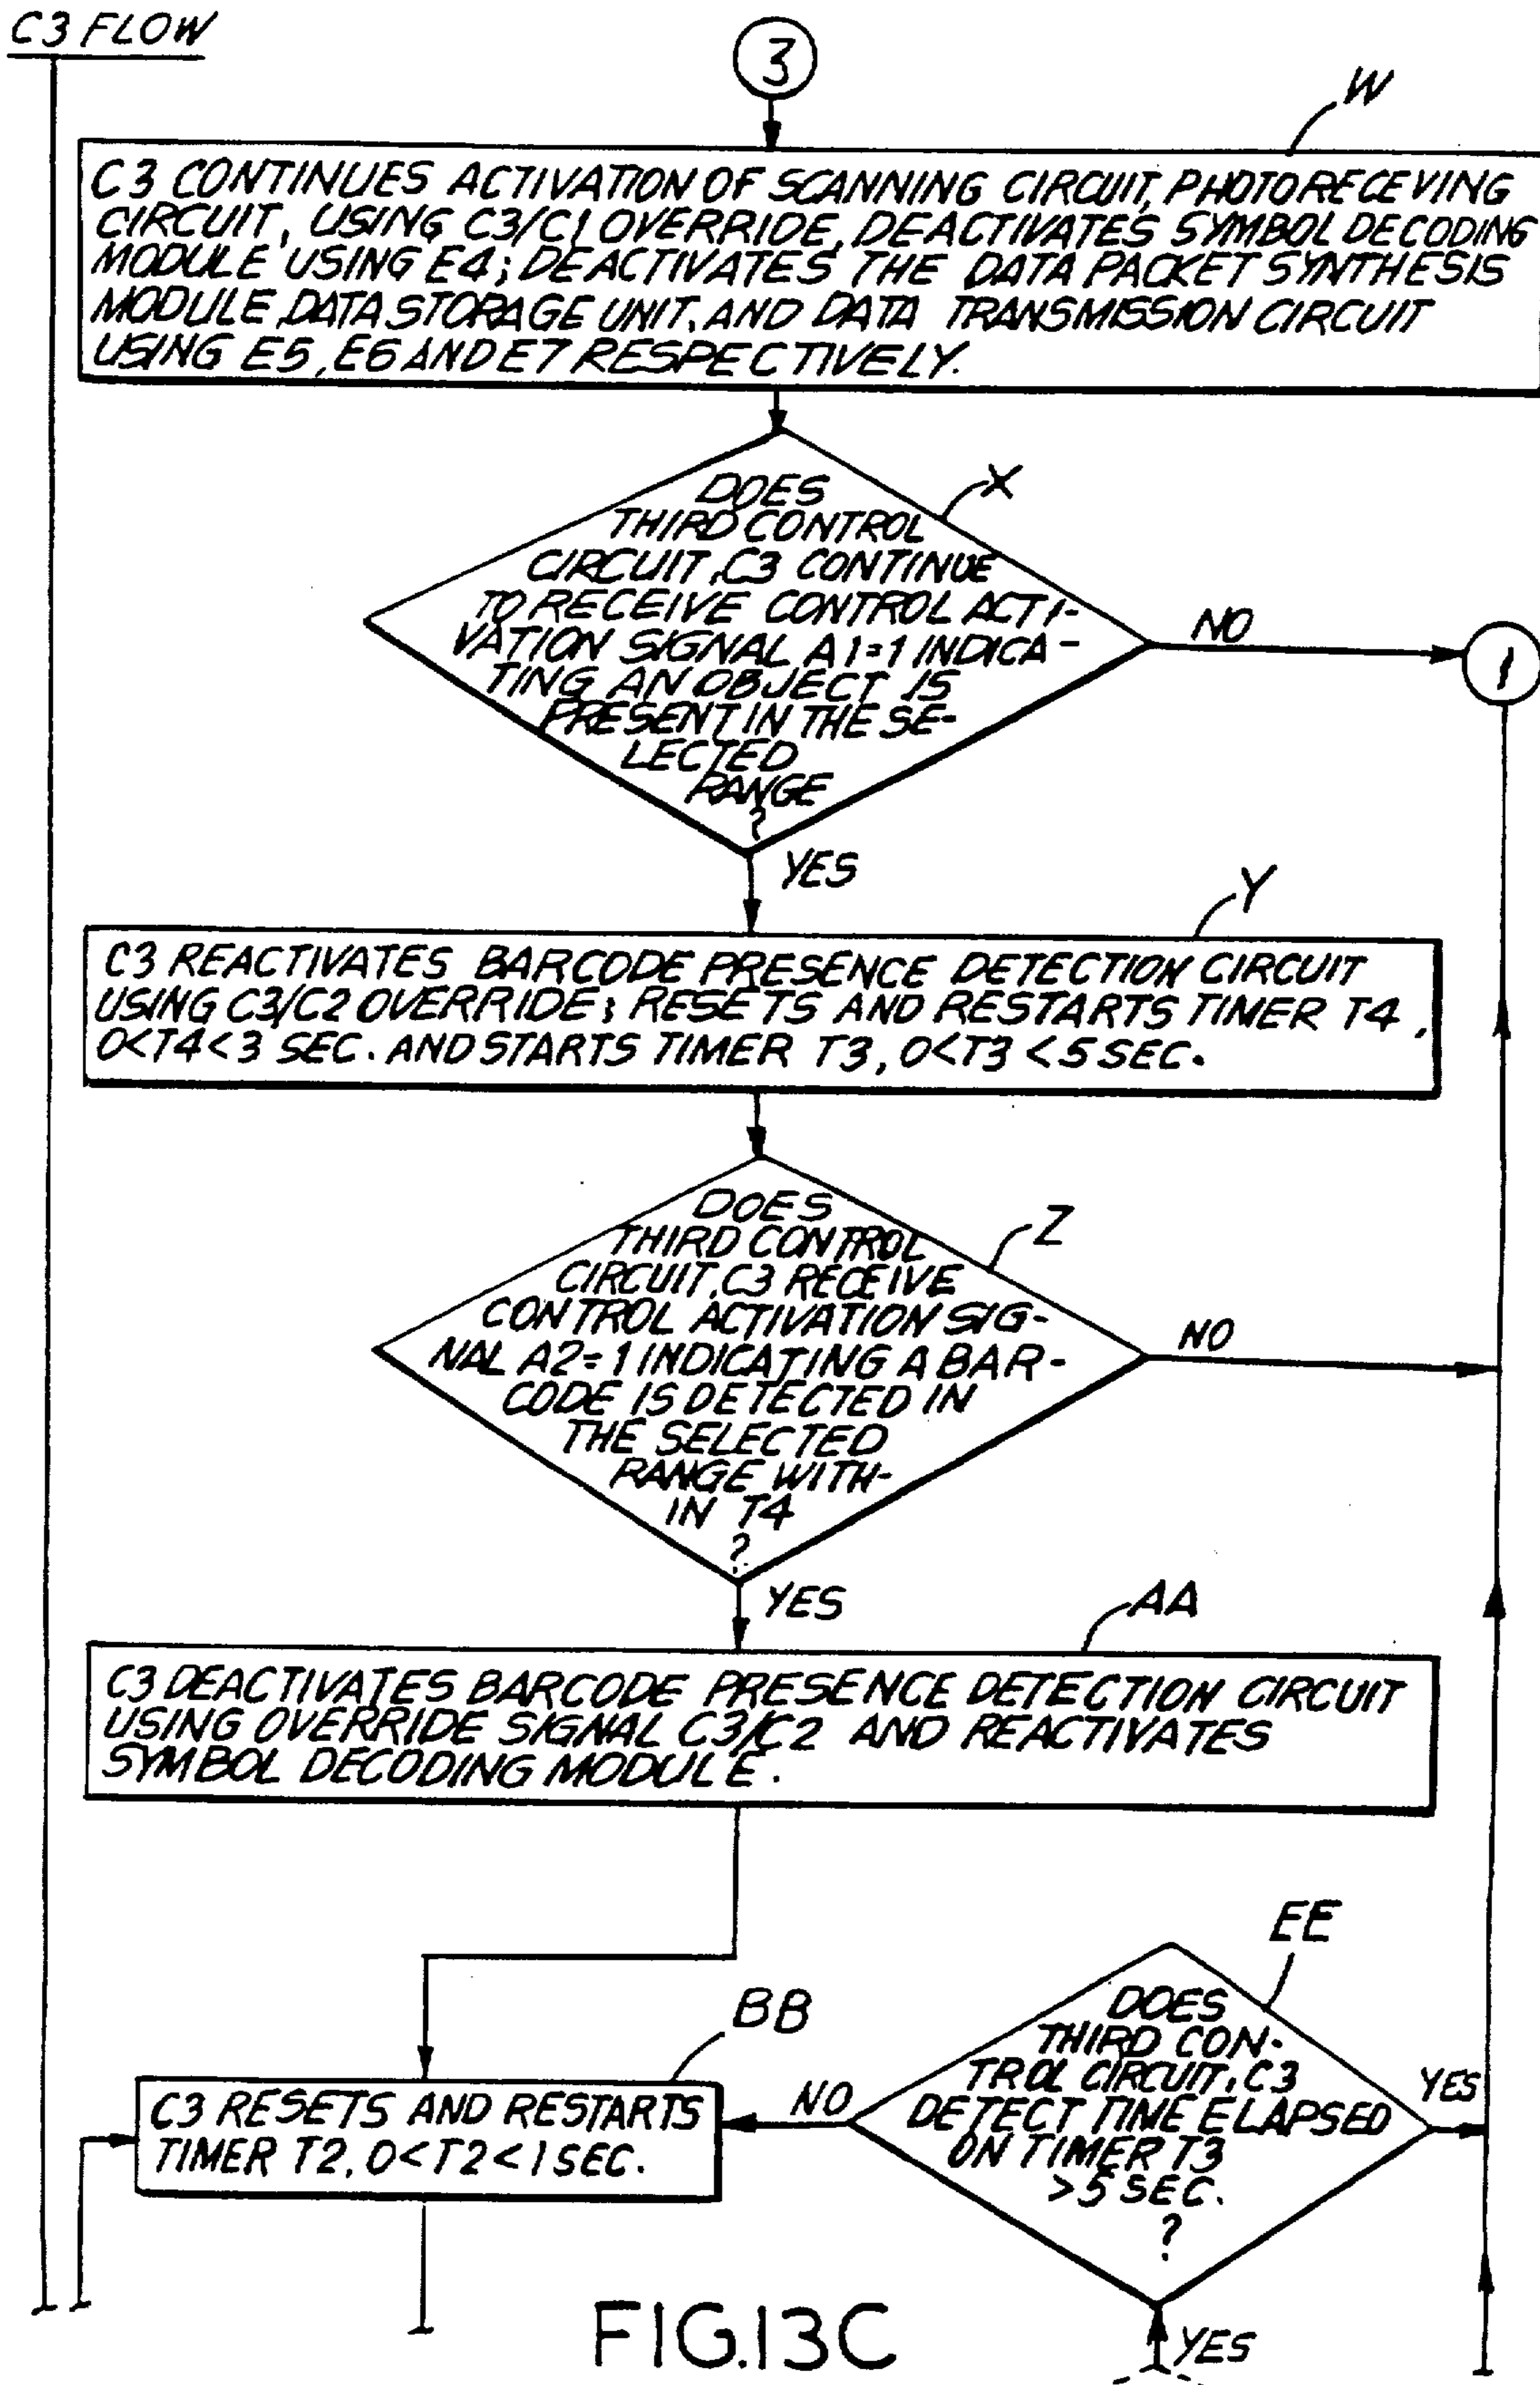 C3 FLOW
3
W
C3 CONTINUES ACTIVATION OF SCANNING CIRCUIT, PHOTORECEVING
CIRCUIT, USING C3/C1 OVERRIDE, DEACTIVATES SYMBOL DECODING
MODULE USING E4; DEACTIVATES THE DATA PACKET SYNTHESIS
MODULE, DATA STORAGE UNIT, AND DATA TRANSMISSION CIRCUIT
USING E5, E6 AND E7 RESPECTIVELY.
X
DOES
THIRD CONTROL
CIRCUIT, C3 CONTINUE
TO RECEIVE CONTROL ACTI-
VATION SIGNAL A1=1 INDICA-
TING AN OBJECT IS
PRESENT IN THE SE-
LECTED
RANGE
?
NO
1
YES
Y
C3 REACTIVATES BARCODE PRESENCE DETECTION CIRCUIT
USING C3/C2 OVERRIDE; RESETS AND RESTARTS TIMER T4,
0<T4<3 SEC. AND STARTS TIMER T3, 0<T3<5 SEC.
Z
DOES
THIRD CONTROL
CIRCUIT, C3 RECEIVE
CONTROL ACTIVATION SIG-
NAL A2=1 INDICATING A BAR-
CODE IS DETECTED IN
THE SELECTED
RANGE WITH-
IN T4
?
NO
YES
AA
C3 DEACTIVATES BARCODE PRESENCE DETECTION CIRCUIT
USING OVERRIDE SIGNAL C3/C2 AND REACTIVATES
SYMBOL DECODING MODULE.
EE
DOES
THIRD CON-
TROL CIRCUIT, C3
DETECT TIME ELAPSED
ON TIMER T3
>5 SEC.
?
YES
NO
BB
C3 RESETS AND RESTARTS
TIMER T2, 0<T2<1 SEC.
YES
FIG.13C